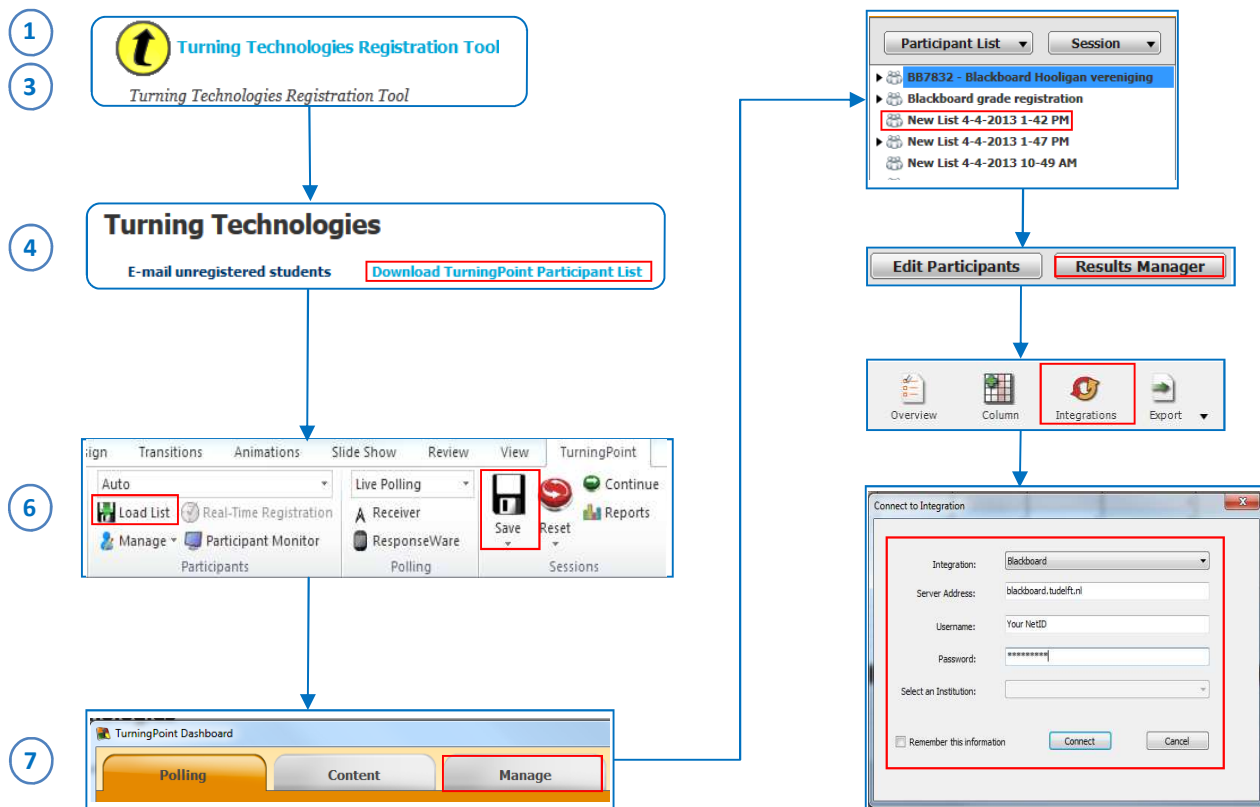 1
Turning Technologies Registration Tool
3
Turning Technologies Registration Tool
4
Turning Technologies
E-mail unregistered students Download TurningPoint Participant List
6
Transitions Animations Slide Show Review View TurningPoint
Auto Live Polling Continue
Load List Real-Time Registration Receiver Save Reset Reports
Manage Participant Monitor ResponseWare
Participants Polling Sessions
7
TurningPoint Dashboard
Polling Content Manage
Participant List Session
BB7832 - Blackboard Hooligan vereniging
Blackboard grade registration
New List 4-4-2013 1-42 PM
New List 4-4-2013 1-47 PM
New List 4-4-2013 10-49 AM
Edit Participants Results Manager
Overview Column Integrations Export
Connect to Integration x
Integration: Blackboard
Server Address: blackboard.tudelft.nl
Username: Your NetID
Password: *********
Select an Institution:
Remember this information Connect Cancel